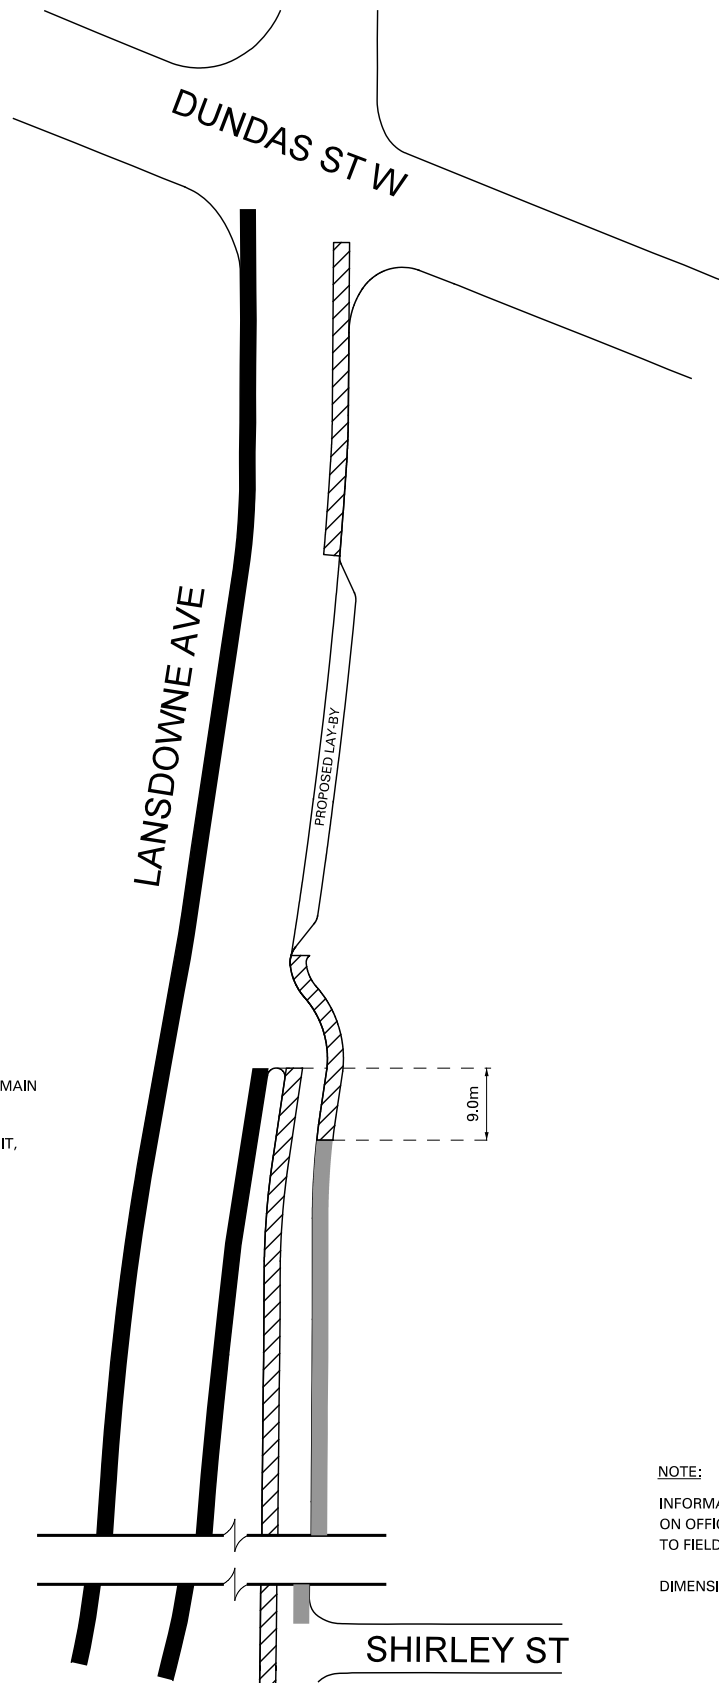 DUNDAS ST W
LANSDOWNE AVE
PROPOSED LAY-BY
MAIN
IT,
9.0m
NOTE:
INFORMA
ON OFFIC
TO FIELD
DIMENSI
SHIRLEY ST